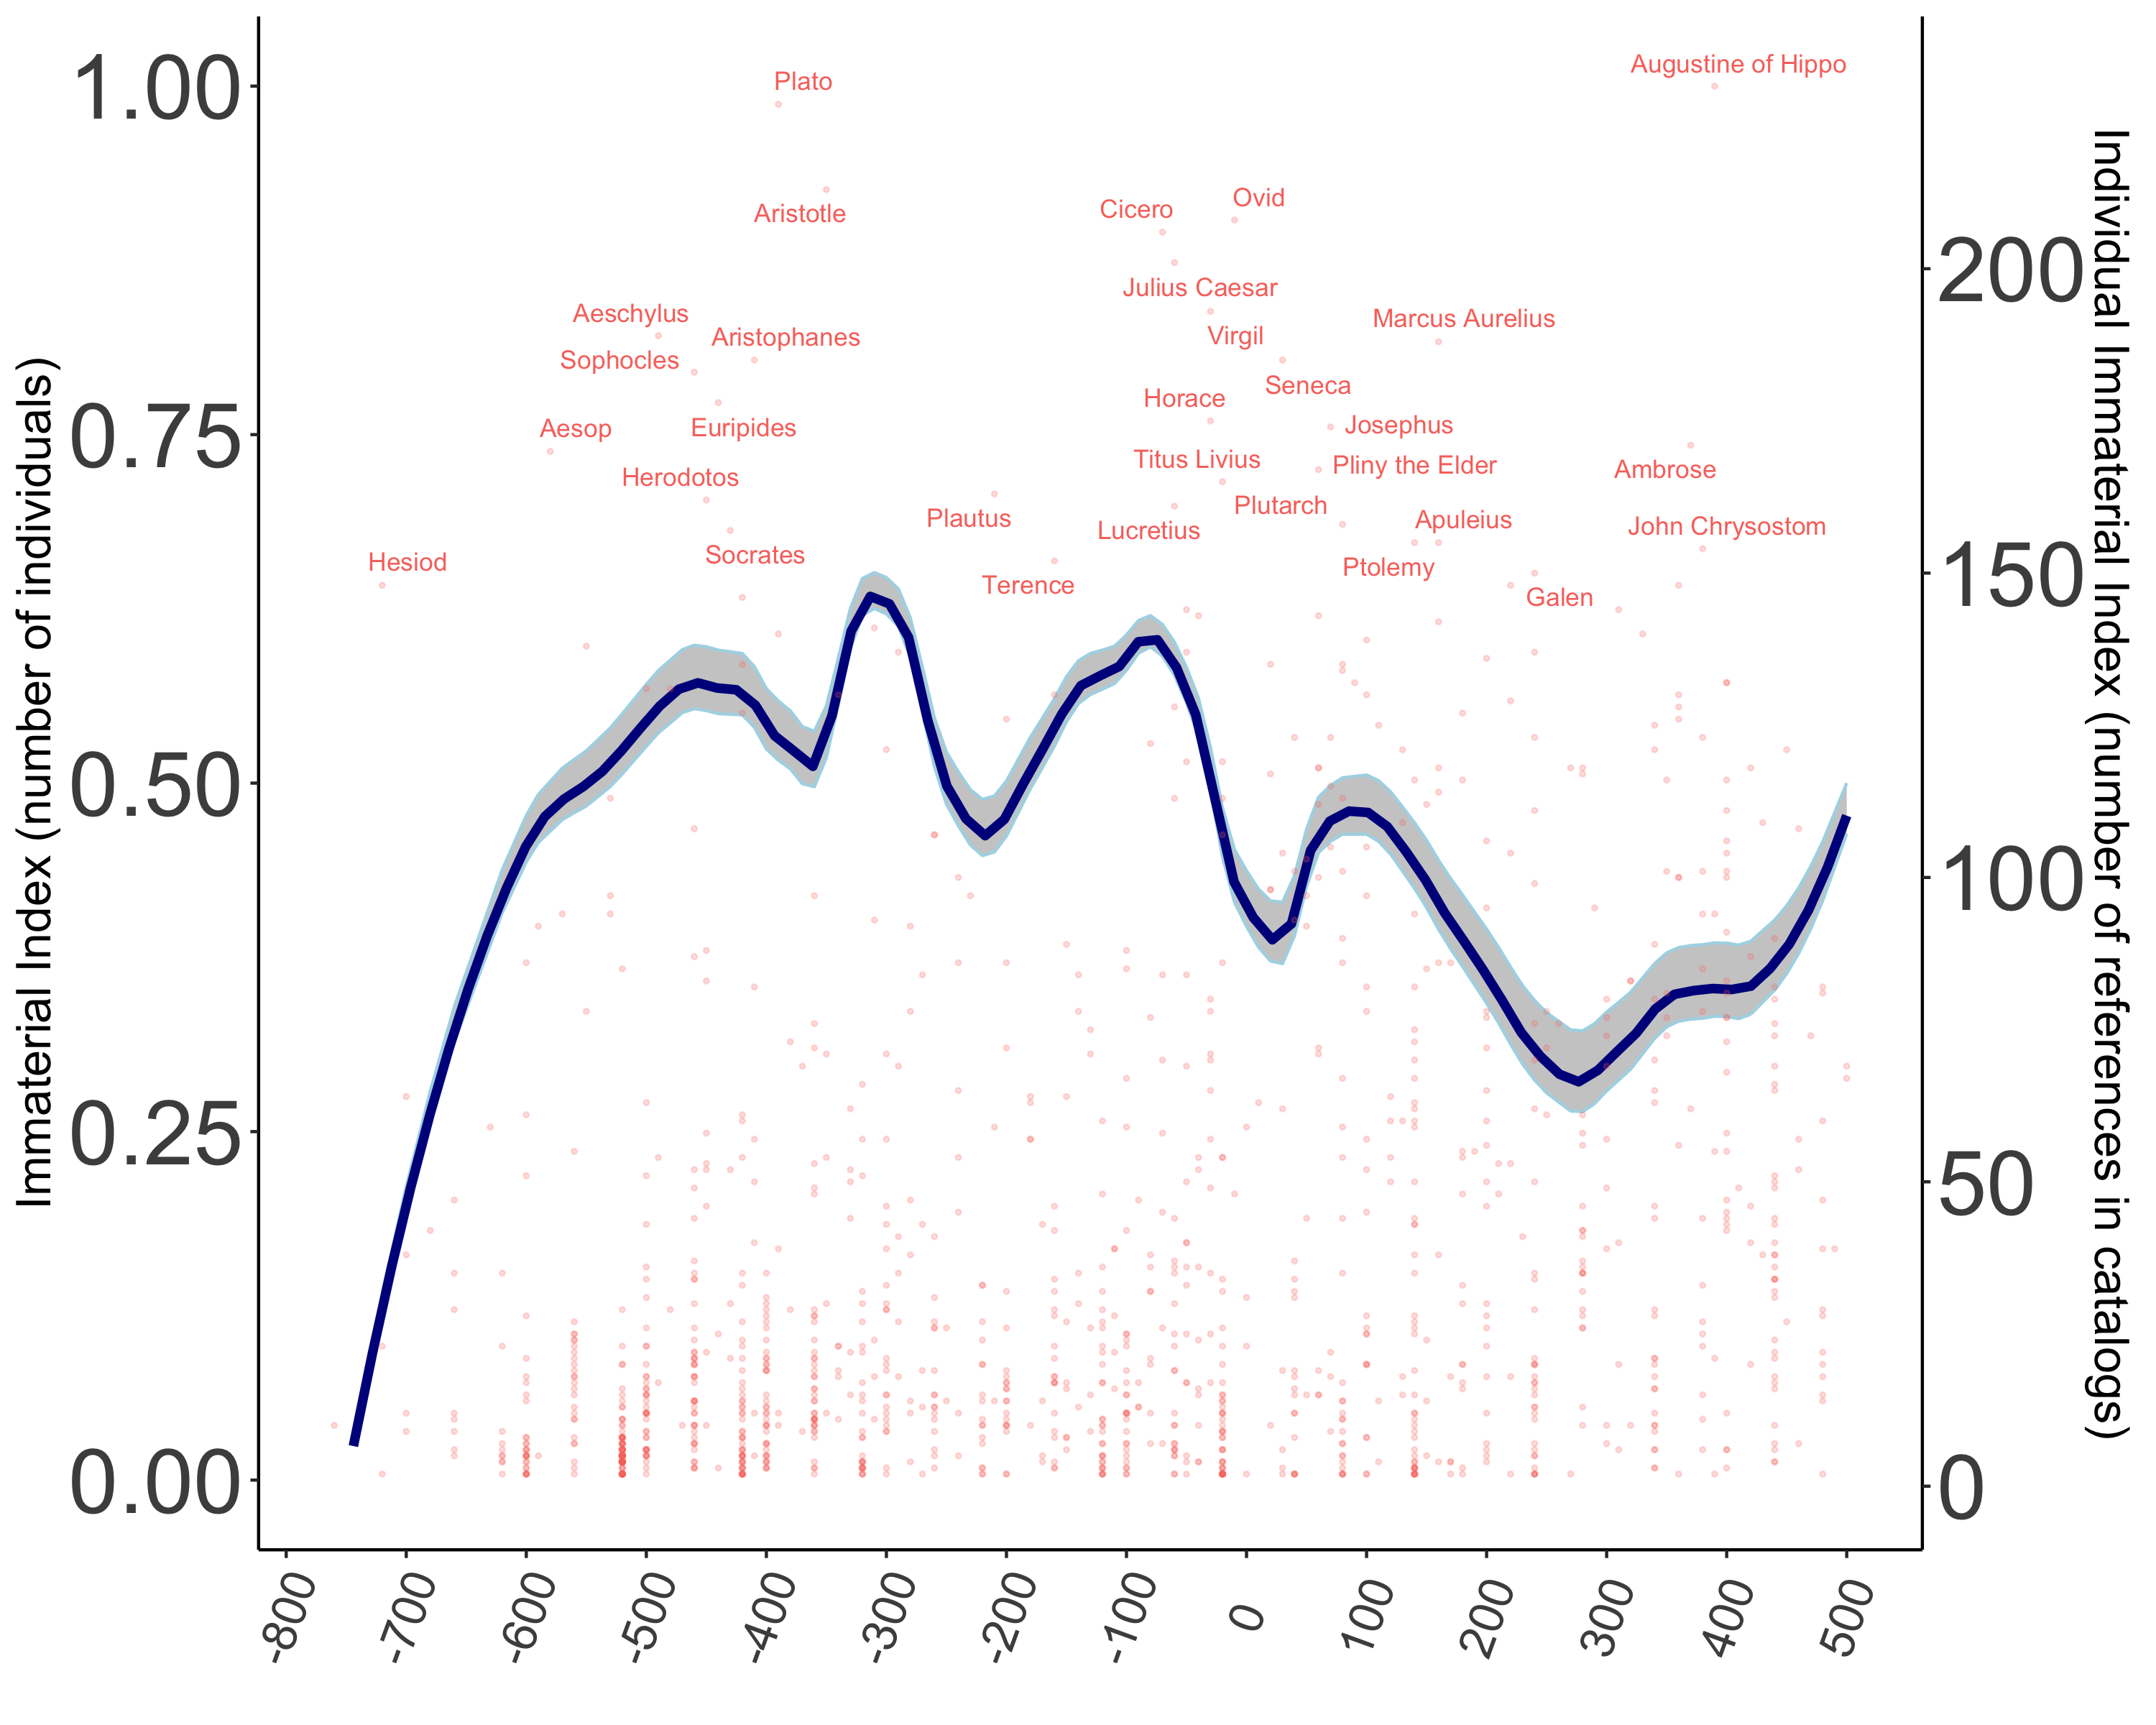 Immaterial Index (number of individuals)
1.00
0.75
0.50
0.25
0.00
Plato
Augustine of Hippo
Aristotle
Cicero
Ovid
Julius Caesar
Aeschylus
Aristophanes
Virgil
Marcus Aurelius
Sophocles
Seneca
Horace
Aesop
Euripides
Josephus
Herodotos
Titus Livius
Pliny the Elder
Ambrose
Plautus
Plutarch
Lucretius
Apuleius
John Chrysostom
Hesiod
Socrates
Terence
Ptolemy
Galen
200
150
100
50
0
Individual Immaterial Index (number of references in catalogs)
-800
-700
-600
-500
-400
-300
-200
-100
0
100
200
300
400
500